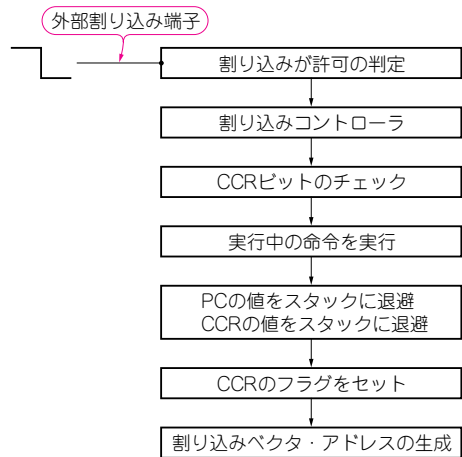 外部割り込み端子
割り込みが許可の判定
割り込みコントローラ
CCRビットのチェック
実行中の命令を実行
PCの値をスタックに退避
CCRの値をスタックに退避
CCRのフラグをセット
割り込みベクタ・アドレスの生成